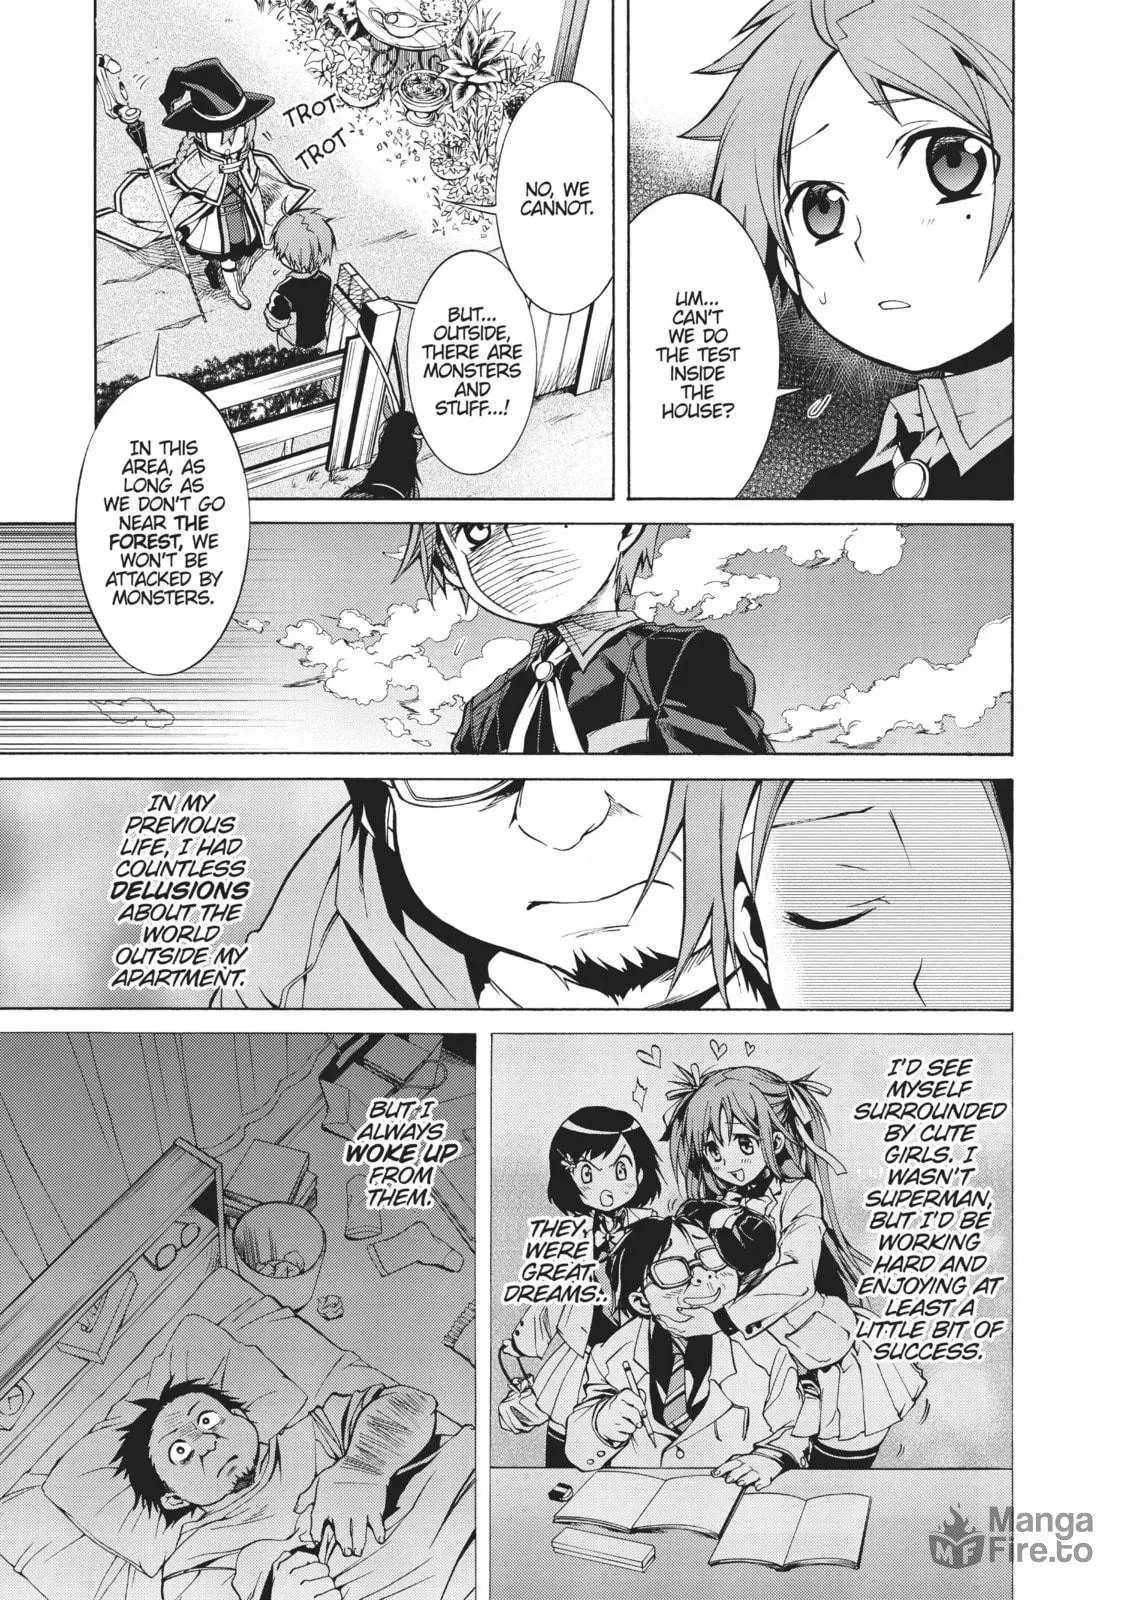 UM...
CAN'T
WE DO
THE TEST
INSIDE
THE
HOUSE?
NO, WE
CANNOT.
TROT
TROT
BUT...
OUTSIDE,
THERE ARE
MONSTERS
AND
STUFF...!
IN THIS
AREA, AS
LONG AS
WE DON'T GO
NEAR THE
FOREST, WE
WON'T BE
ATTACKED BY
MONSTERS.
IN MY
PREVIOUS
LIFE, I HAD
COUNTLESS
DELUSIONS
ABOUT THE
WORLD
OUTSIDE MY
APARTMENT.
I'D SEE
MYSELF
SURROUNDED
BY CUTE
GIRLS. I
WASN'T
SUPERMAN,
BUT I'D BE
WORKING
HARD AND
ENJOYING AT
LEAST A
LITTLE BIT OF
SUCCESS.
THEY
WERE
GREAT
DREAMS.
BUT I
ALWAYS
WOKE UP
FROM
THEM.
Manga
Fire.to
MF